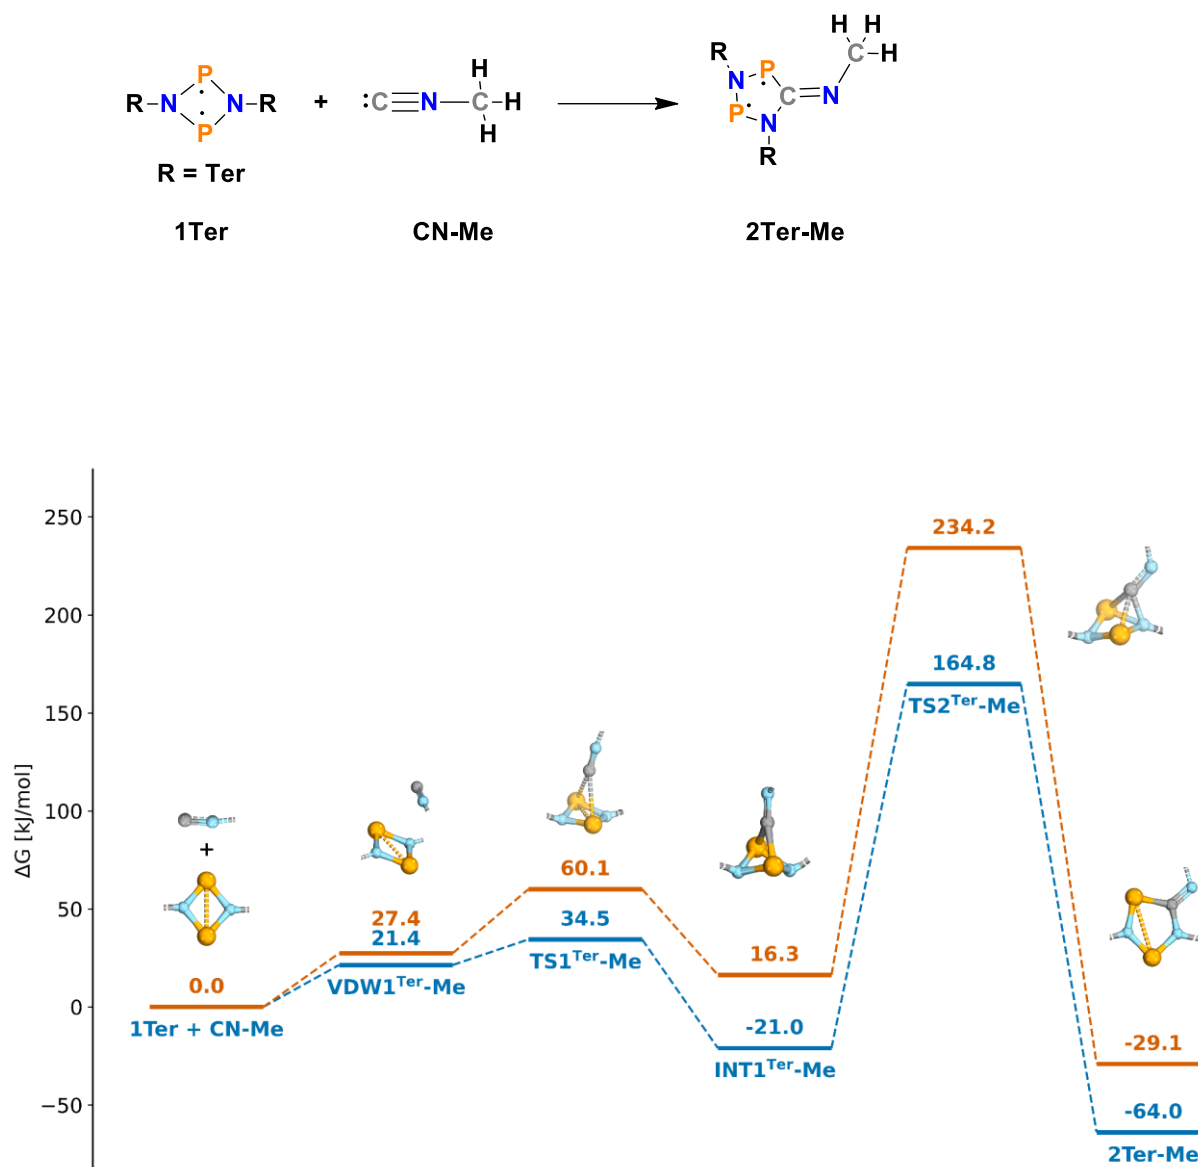 R–N P P N–R + :C≡N–C H H H → R N P P N R C=N C H H H
R = Ter
1Ter CN-Me 2Ter-Me
250
234.2
200
164.8
150
TS2Ter-Me
ΔG [kJ/mol]
100
+
60.1
50
27.4
21.4
34.5
TS1Ter-Me
16.3
0.0
VDW1Ter-Me
0
1Ter + CN-Me
-21.0
INT1Ter-Me
-29.1
−50
-64.0
2Ter-Me